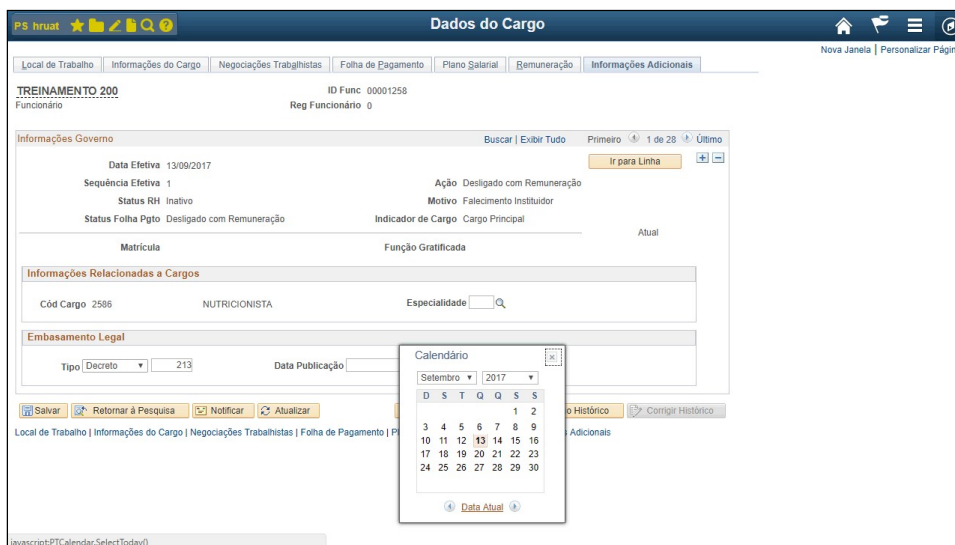 PS hruat
Dados do Cargo
Nova Janela | Personalizar Págin
Local de Trabalho Informações do Cargo Negociações Trabalhistas Folha de Pagamento Plano Salarial Remuneração Informações Adicionais
TREINAMENTO 200 ID Func 00001258
Funcionário Reg Funcionário 0
Informações Governo Buscar | Exibir Tudo Primeiro 1 de 28 Último
Ir para Linha
Data Efetiva 13/09/2017
Sequência Efetiva 1 Ação Desligado com Remuneração
Status RH Inativo Motivo Falecimento Instituidor
Status Folha Pgto Desligado com Remuneração Indicador de Cargo Cargo Principal
Atual
Matrícula Função Gratificada
Informações Relacionadas a Cargos
Cód Cargo 2586 NUTRICIONISTA Especialidade
Embasamento Legal
Tipo Decreto 213 Data Publicação
Calendário
Setembro 2017
D S T Q Q S S
1 2
3 4 5 6 7 8 9
10 11 12 13 14 15 16
17 18 19 20 21 22 23
24 25 26 27 28 29 30
Data Atual
Salvar Retornar à Pesquisa Notificar Atualizar o Histórico Corrigir Histórico
Local de Trabalho | Informações do Cargo | Negociações Trabalhistas | Folha de Pagamento | Pl s Adicionais
javascript:PTCalendar.SelectToday()